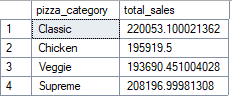 pizza_category total_sales
1 Classic 220053.100021362
2 Chicken 195919.5
3 Veggie 193690.451004028
4 Supreme 208196.99981308